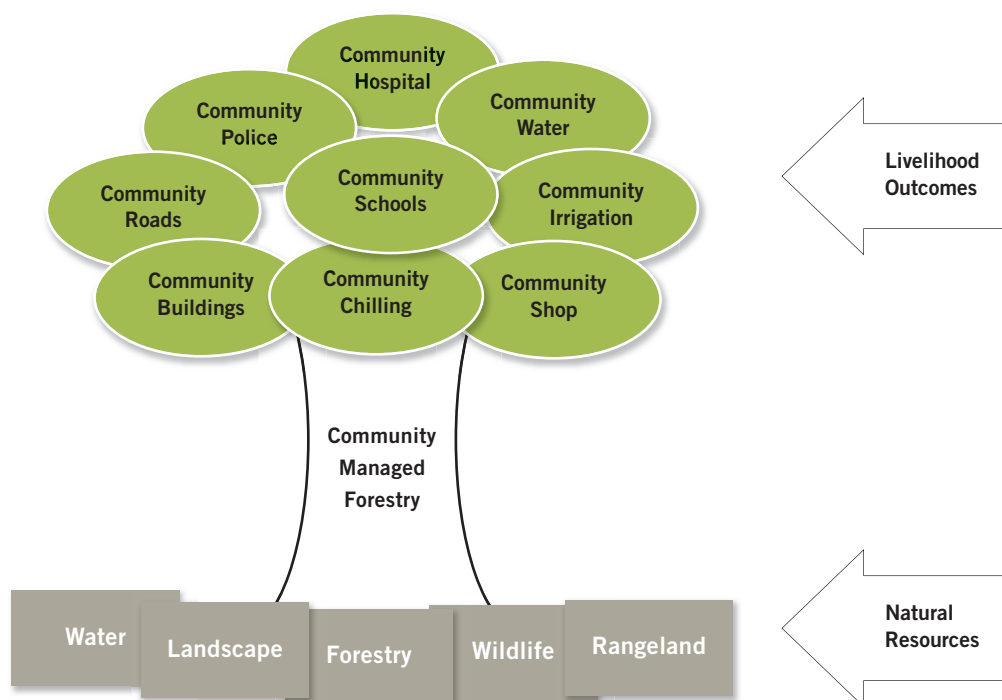 Community
Hospital
Community
Police
Community
Water
Community
Roads
Community
Schools
Community
Irrigation
Community
Buildings
Community
Chilling
Community
Shop
Livelihood
Outcomes
Community
Managed
Forestry
Water
Landscape
Forestry
Wildlife
Rangeland
Natural
Resources